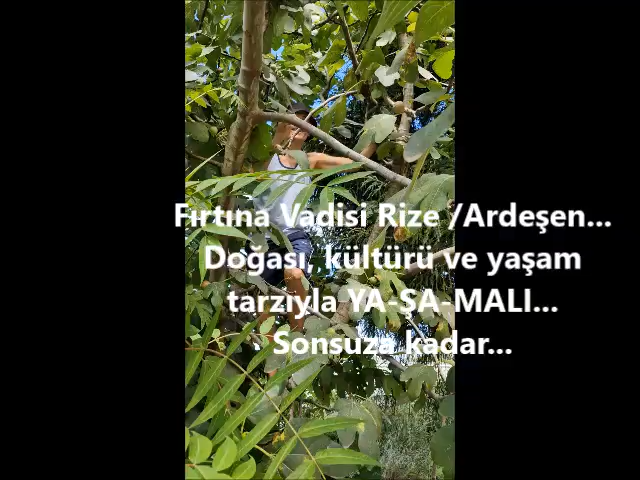 Fırtına Vadisi Rize /Ardeşen...
Doğası, kültürü ve yaşam
tarzıyla YA-ŞA-MALI...
Sonsuza kadar...